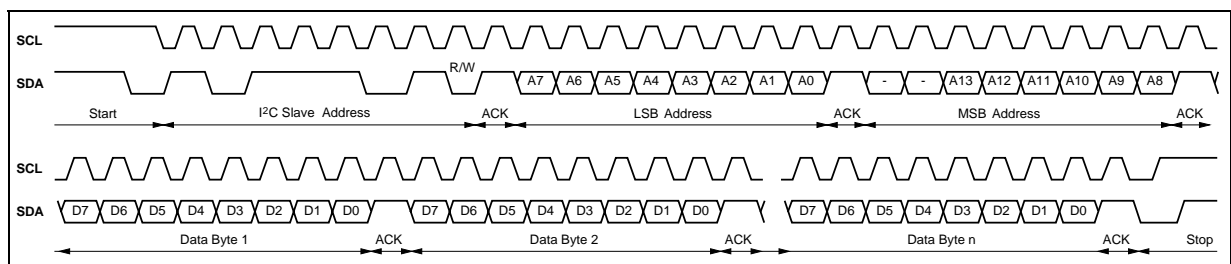 SCL
R/W
SDA A7 A6 A5 A4 A3 A2 A1 A0 - - A13 A12 A11 A10 A9 A8
Start I²C Slave Address ACK LSB Address ACK MSB Address ACK
SCL
SDA D7 D6 D5 D4 D3 D2 D1 D0 D7 D6 D5 D4 D3 D2 D1 D0 D7 D6 D5 D4 D3 D2 D1 D0
Data Byte 1 ACK Data Byte 2 ACK Data Byte n ACK Stop